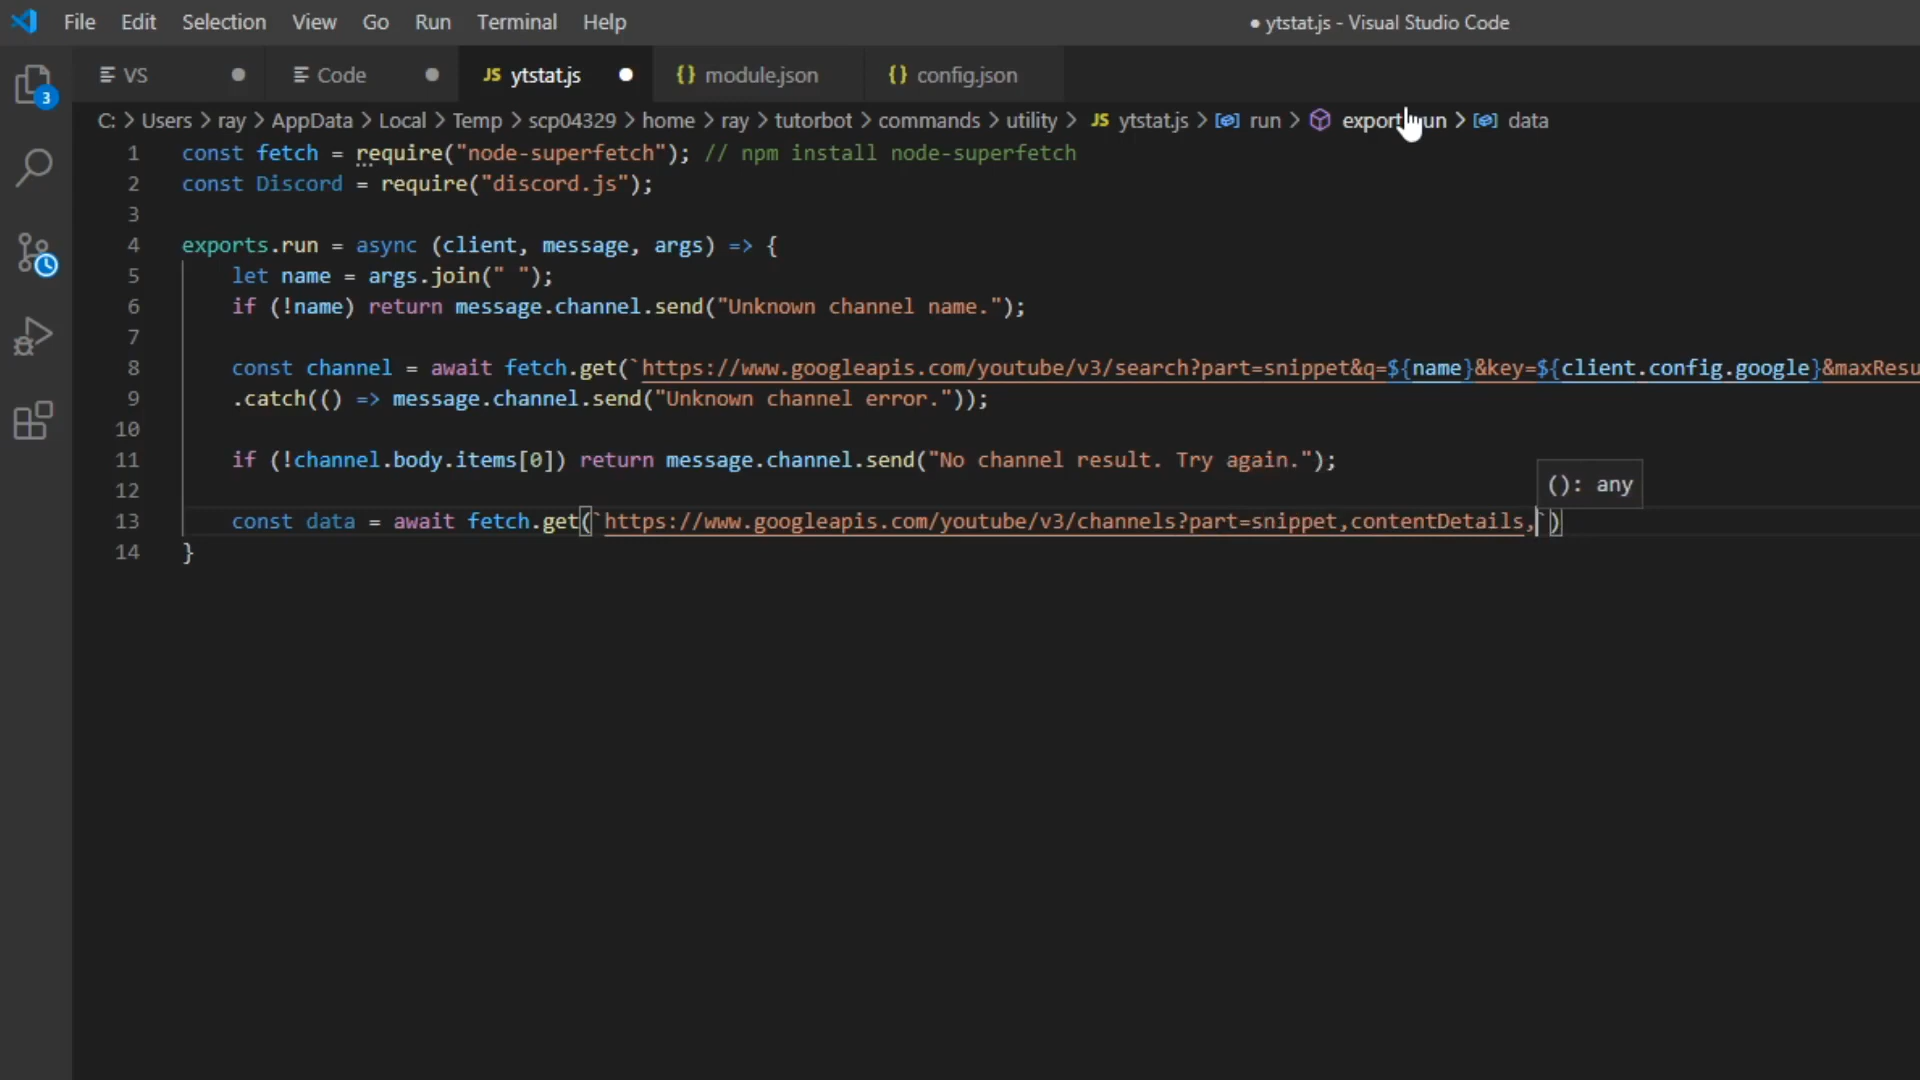 File Edit Selection View Go Run Terminal Help ● ytstat.js - Visual Studio Code
VS Code JS ytstat.js {} module.json {} config.json
3
C: > Users > ray > AppData > Local > Temp > scp04329 > home > ray > tutorbot > commands > utility > JS ytstat.js > run > export run > data
1 const fetch = require("node-superfetch"); // npm install node-superfetch
2 const Discord = require("discord.js");
3
4 exports.run = async (client, message, args) => {
5 let name = args.join(" ");
6 if (!name) return message.channel.send("Unknown channel name.");
7
8 const channel = await fetch.get(`https://www.googleapis.com/youtube/v3/search?part=snippet&q=${name}&key=${client.config.google}&maxResu
9 .catch(() => message.channel.send("Unknown channel error."));
10
11 if (!channel.body.items[0]) return message.channel.send("No channel result. Try again.");
12
(): any
13 const data = await fetch.get(`https://www.googleapis.com/youtube/v3/channels?part=snippet,contentDetails,`)
14 }